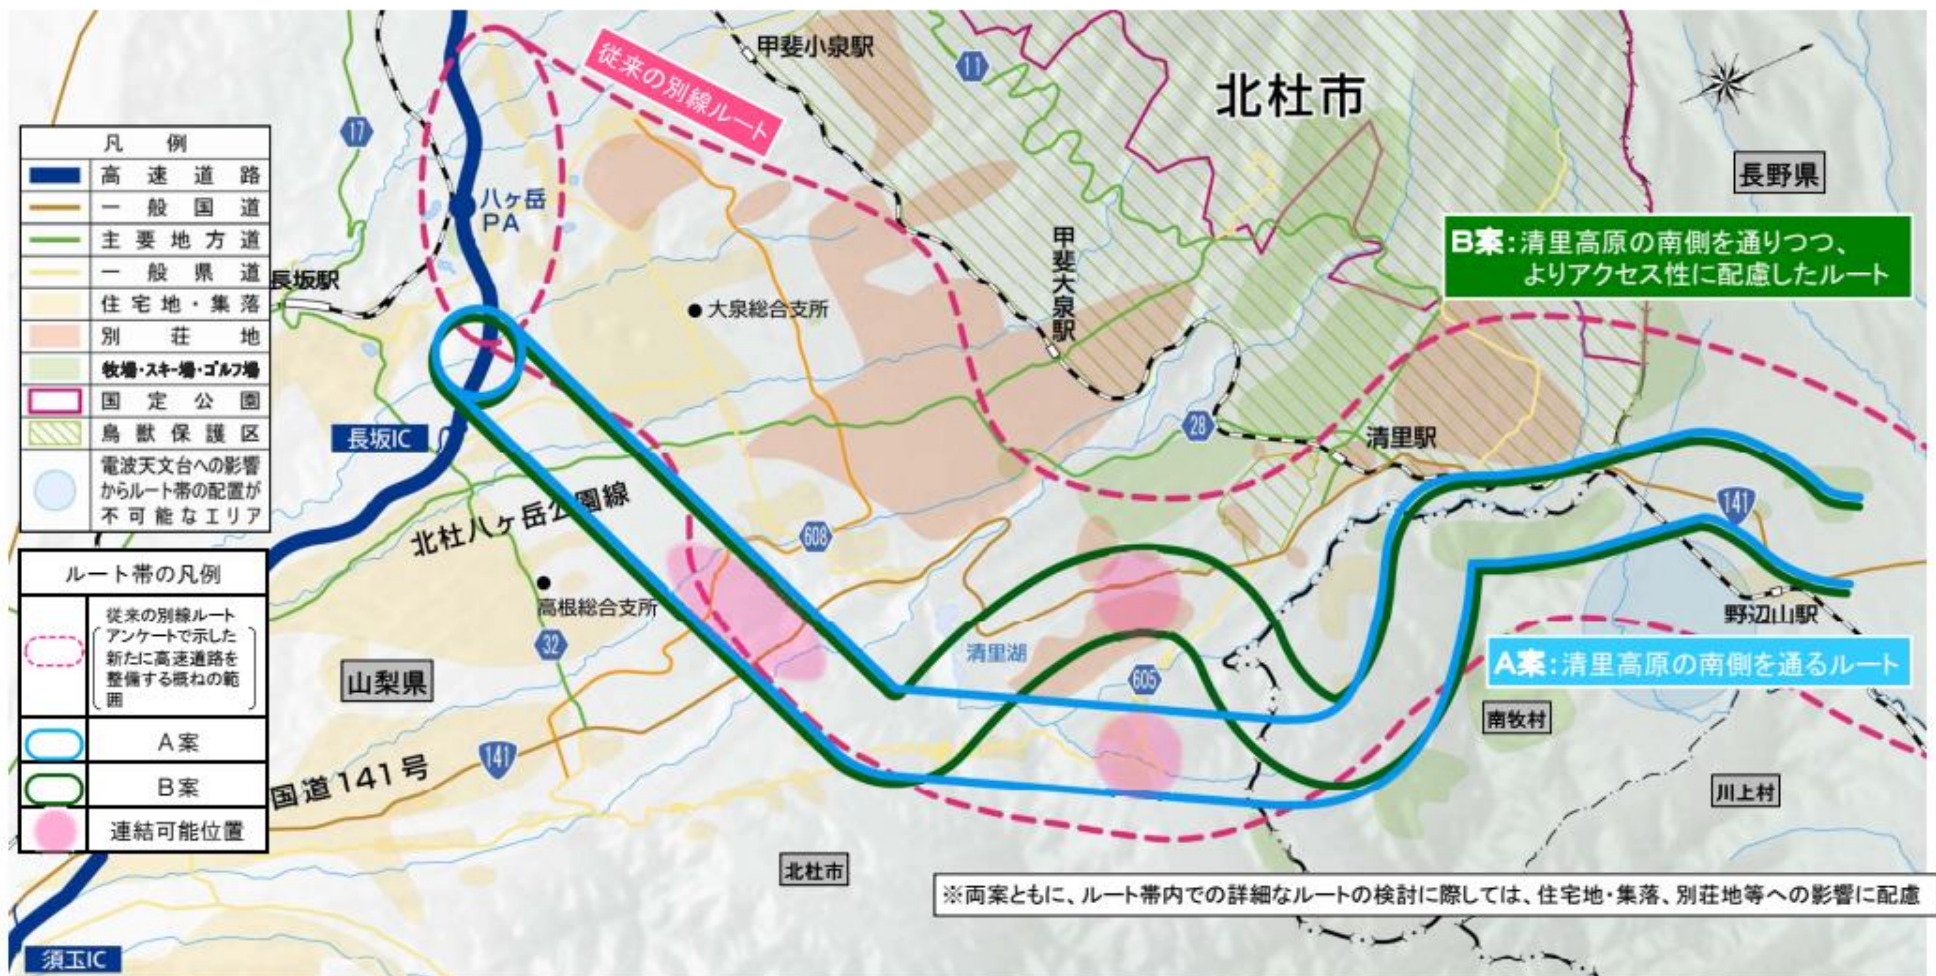 甲斐小泉駅
従来の別線ルート
11
北杜市
17
長野県
凡例
高速道路
一般国道
主要地方道
一般県道
住宅地・集落
別荘地
牧場・スキー場・ゴルフ場
国定公園
鳥獣保護区
電波天文台への影響
からルート帯の配置が
不可能なエリア
八ヶ岳
PA
B案:清里高原の南側を通りつつ、
よりアクセス性に配慮したルート
甲斐大泉駅
長坂駅
大泉総合支所
長坂IC
28
清里駅
北杜八ヶ岳公園線
141
608
ルート帯の凡例
従来の別線ルート
アンケートで示した
新たに高速道路を
整備する概ねの範
囲
A案
B案
連結可能位置
高根総合支所
32
清里湖
野辺山駅
A案:清里高原の南側を通るルート
605
山梨県
南牧村
141
国道141号
川上村
北杜市
※両案ともに、ルート帯内での詳細なルートの検討に際しては、住宅地・集落、別荘地等への影響に配慮
須玉IC